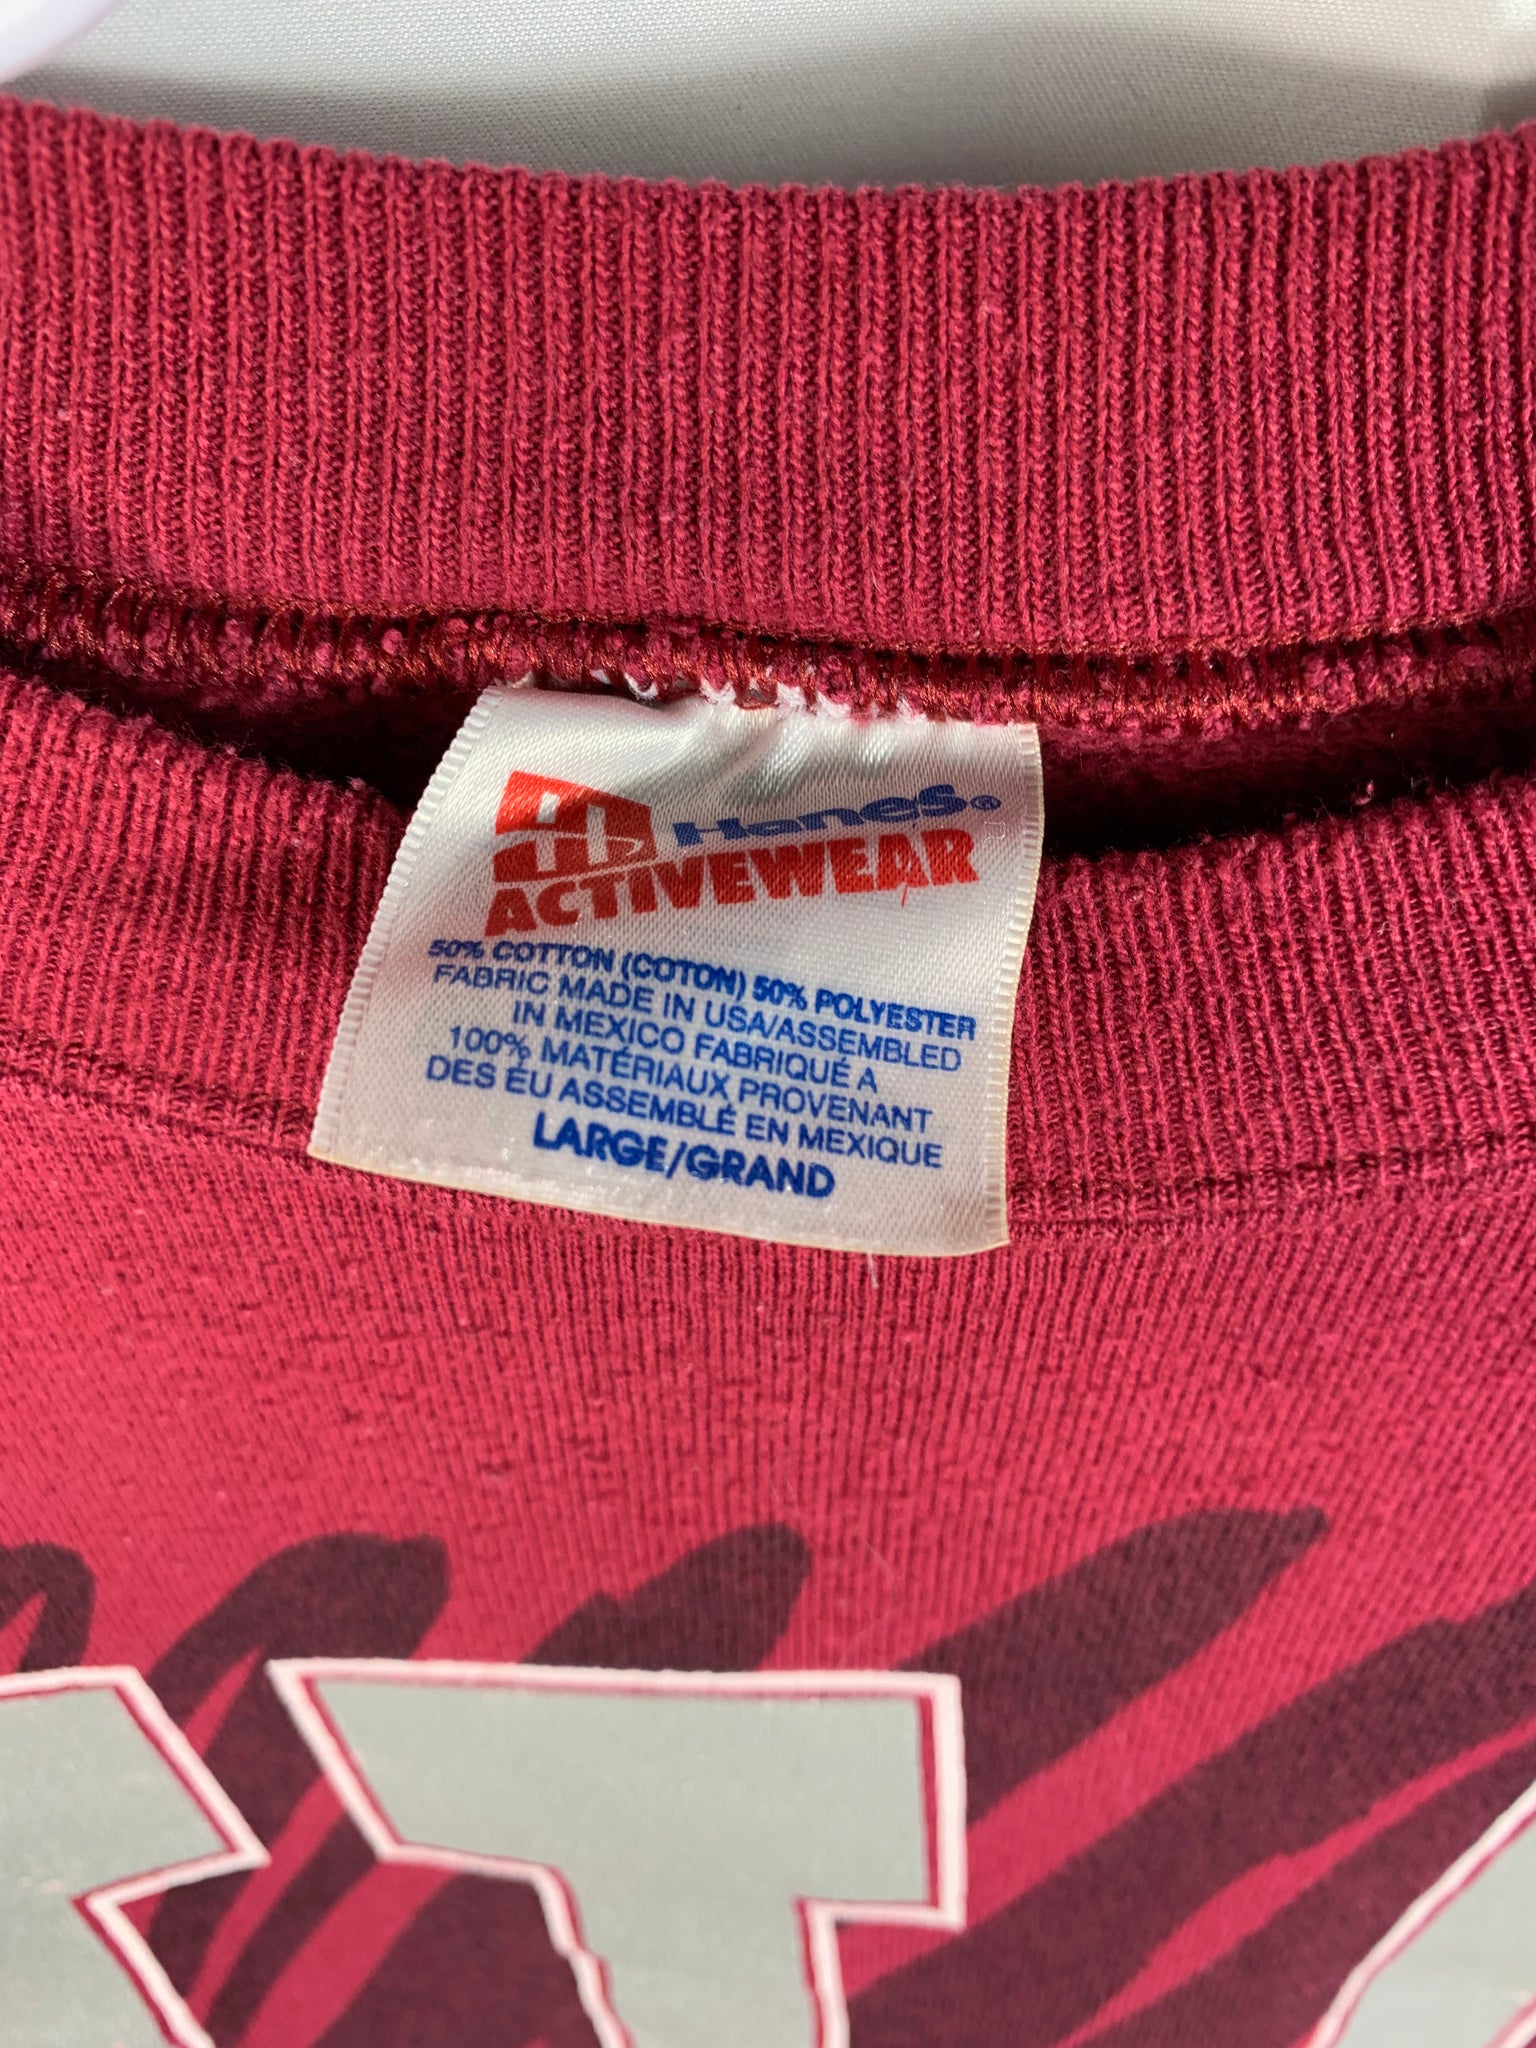 Hanes®
ACTIVEWEAR
50% COTTON (COTON) 50% POLYESTER
FABRIC MADE IN USA/ASSEMBLED
IN MEXICO FABRIQUÉ A
100% MATÉRIAUX PROVENANT
DES ÉU ASSEMBLÉ EN MEXIQUE
LARGE/GRAND